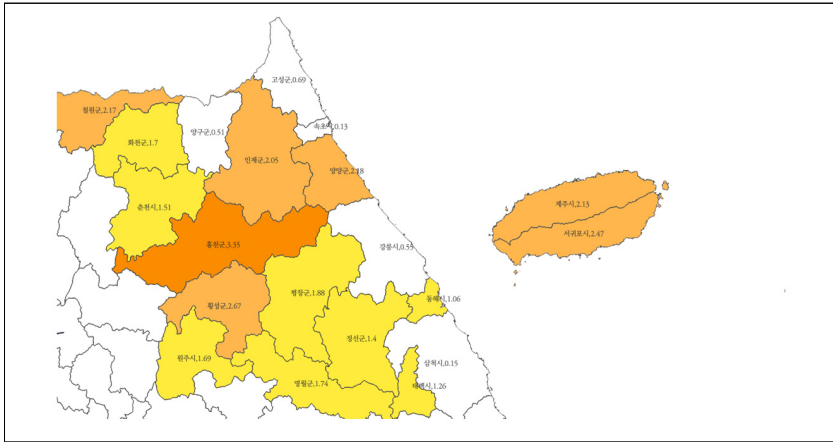 고성군,0.69
철원군,2.17
속초시,0.13
양구군,0.51
화천군,1.7
인제군,2.05
양양군,2.18
제주시,2.13
춘천시,1.51
서귀포시,2.47
홍천군,3.35
강릉시,0.55
평창군,1.88
동해시,1.06
횡성군,2.67
정선군,1.4
원주시,1.69
삼척시,0.15
영월군,1.74
태백시,1.26